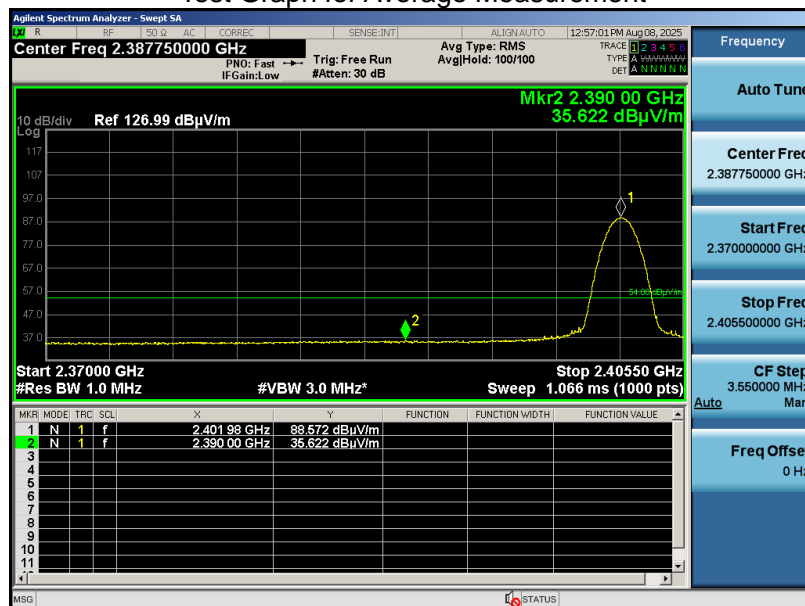 Test Graph for Average Measurement
Agilent Spectrum Analyzer - Swept SA
LXI R RF 50 Ω AC CORREC SENSE:INT ALIGN AUTO 12:57:01 PM Aug 08, 2025
Center Freq 2.387750000 GHz
PNO: Fast
IFGain:Low
Trig: Free Run
#Atten: 30 dB
Avg Type: RMS
Avg|Hold: 100/100
TRACE 1 2 3 4 5 6
TYPE A WWWWW
DET A N N N N N
Mkr2 2.390 00 GHz
35.622 dBµV/m
10 dB/div Ref 126.99 dBµV/m
Log
117
107
97.0
87.0
77.0
67.0
57.0
47.0
37.0
1
2
54.00 dBµV/m
Start 2.37000 GHz Stop 2.40550 GHz
#Res BW 1.0 MHz #VBW 3.0 MHz* Sweep 1.066 ms (1000 pts)
MKR MODE TRC SCL X Y FUNCTION FUNCTION WIDTH FUNCTION VALUE
1 N 1 f 2.401 98 GHz 88.572 dBµV/m
2 N 1 f 2.390 00 GHz 35.622 dBµV/m
3
4
5
6
7
8
9
10
11
MSG STATUS
Frequency
Auto Tune
Center Freq
2.387750000 GHz
Start Freq
2.370000000 GHz
Stop Freq
2.405500000 GHz
CF Step
3.550000 MHz
Auto Man
Freq Offset
0 Hz